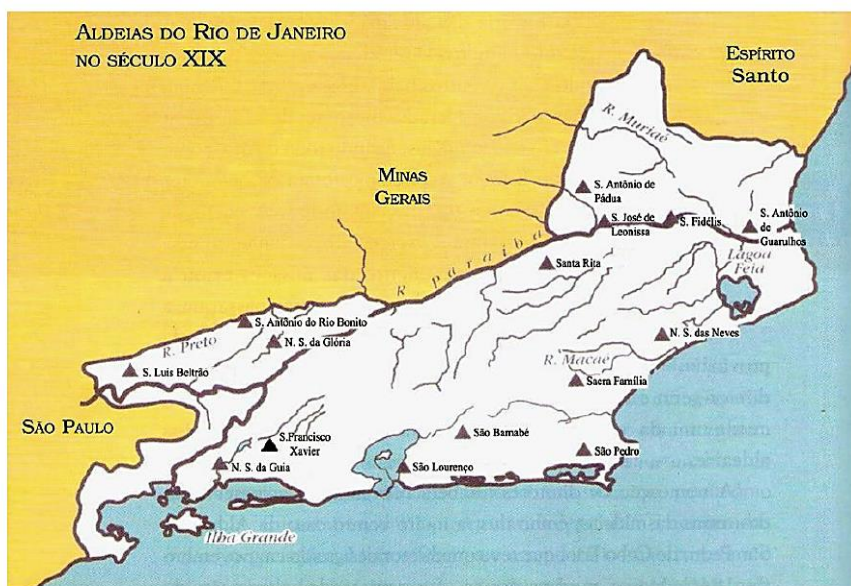 ALDEIAS DO RIO DE JANEIRO
NO SÉCULO XIX
ESPÍRITO
SANTO
R. Muriaé
MINAS
GERAIS
S. Antônio de
Pádua
S. José de
Leonissa
S. Fidélis
S. Antônio
de
Guarulhos
R. Paraíba
Santa Rita
Lagoa
Feia
S. Antônio do Rio Bonito
R. Preto
N. S. da Glória
N. S. das Neves
S. Luis Beltrão
R. Macaé
Sacra Família
SÃO PAULO
S.Francisco
Xavier
São Barnabé
N. S. da Guia
São Lourenço
São Pedro
Ilha Grande